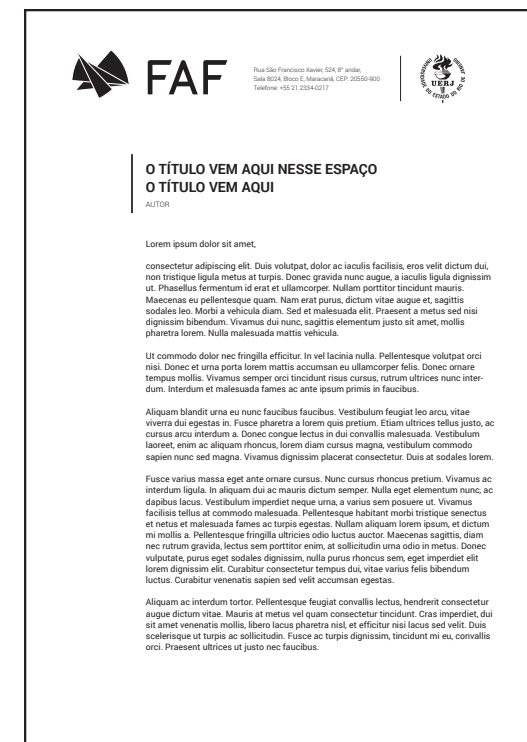 FAF
Rua São Francisco Xavier, 524, 8° andar,
Sala 8024, Bloco E, Maracanã, CEP: 20550-900
Telefone: +55 21 2334-0217
UERJ
UNIVERSIDADE DO ESTADO DO RIO DE JANEIRO
O TÍTULO VEM AQUI NESSE ESPAÇO
O TÍTULO VEM AQUI
AUTOR
Lorem ipsum dolor sit amet,
consectetur adipiscing elit. Duis volutpat, dolor ac iaculis facilisis, eros velit dictum dui,
non tristique ligula metus at turpis. Donec gravida nunc augue, a iaculis ligula dignissim
ut. Phasellus fermentum id erat et ullamcorper. Nullam porttitor tincidunt mauris.
Maecenas eu pellentesque quam. Nam erat purus, dictum vitae augue et, sagittis
sodales leo. Morbi a vehicula diam. Sed et malesuada elit. Praesent a metus sed nisi
dignissim bibendum. Vivamus dui nunc, sagittis elementum justo sit amet, mollis
pharetra lorem. Nulla malesuada mattis vehicula.
Ut commodo dolor nec fringilla efficitur. In vel lacinia nulla. Pellentesque volutpat orci
nisi. Donec et urna porta lorem mattis accumsan eu ullamcorper felis. Donec ornare
tempus mollis. Vivamus semper orci tincidunt risus cursus, rutrum ultrices nunc inter-
dum. Interdum et malesuada fames ac ante ipsum primis in faucibus.
Aliquam blandit urna eu nunc faucibus faucibus. Vestibulum feugiat leo arcu, vitae
viverra dui egestas in. Fusce pharetra a lorem quis pretium. Etiam ultrices tellus justo, ac
cursus arcu interdum a. Donec congue lectus in dui convallis malesuada. Vestibulum
laoreet, enim ac aliquam rhoncus, lorem diam cursus magna, vestibulum commodo
sapien nunc sed magna. Vivamus dignissim placerat consectetur. Duis at sodales lorem.
Fusce varius massa eget ante ornare cursus. Nunc cursus rhoncus pretium. Vivamus ac
interdum ligula. In aliquam dui ac mauris dictum semper. Nulla eget elementum nunc, ac
dapibus lacus. Vestibulum imperdiet neque urna, a varius sem posuere ut. Vivamus
facilisis tellus at commodo malesuada. Pellentesque habitant morbi tristique senectus
et netus et malesuada fames ac turpis egestas. Nullam aliquam lorem ipsum, et dictum
mi mollis a. Pellentesque fringilla ultricies odio luctus auctor. Maecenas sagittis, diam
nec rutrum gravida, lectus sem porttitor enim, at sollicitudin urna odio in metus. Donec
vulputate, purus eget sodales dignissim, nulla purus rhoncus sem, eget imperdiet elit
lorem dignissim elit. Curabitur consectetur tempus dui, vitae varius felis bibendum
luctus. Curabitur venenatis sapien sed velit accumsan egestas.
Aliquam ac interdum tortor. Pellentesque feugiat convallis lectus, hendrerit consectetur
augue dictum vitae. Mauris at metus vel quam consectetur tincidunt. Cras imperdiet, dui
sit amet venenatis mollis, libero lacus pharetra nisl, et efficitur nisi lacus sed velit. Duis
scelerisque ut turpis ac sollicitudin. Fusce ac turpis dignissim, tincidunt mi eu, convallis
orci. Praesent ultrices ut justo nec faucibus.